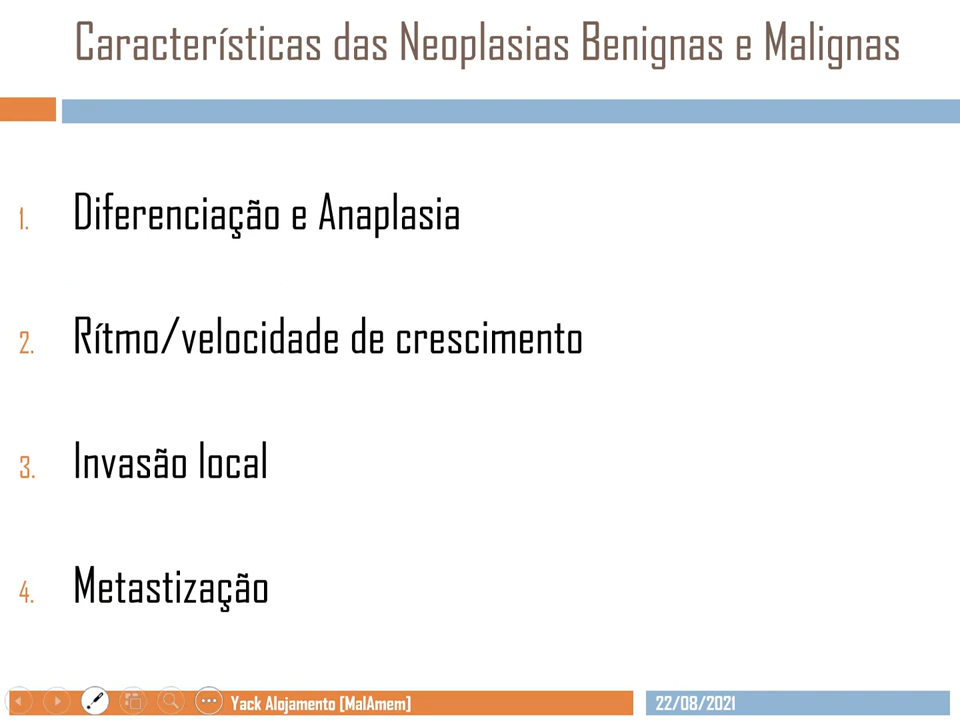 Características das Neoplasias Benignas e Malignas
1. Diferenciação e Anaplasia
2. Rítmo/velocidade de crescimento
3. Invasão local
4. Metastização
Yack Alojamento [MalAmem]
22/08/2021